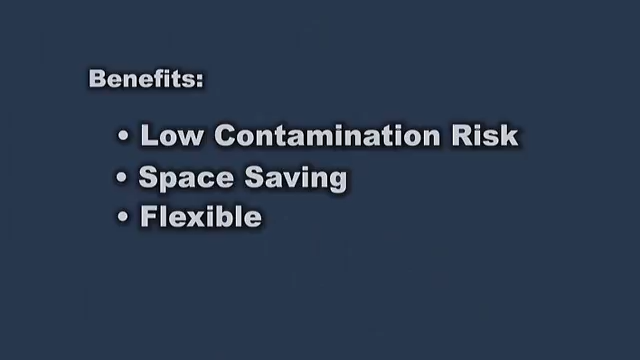 Benefits:
• Low Contamination Risk
• Space Saving
• Flexible